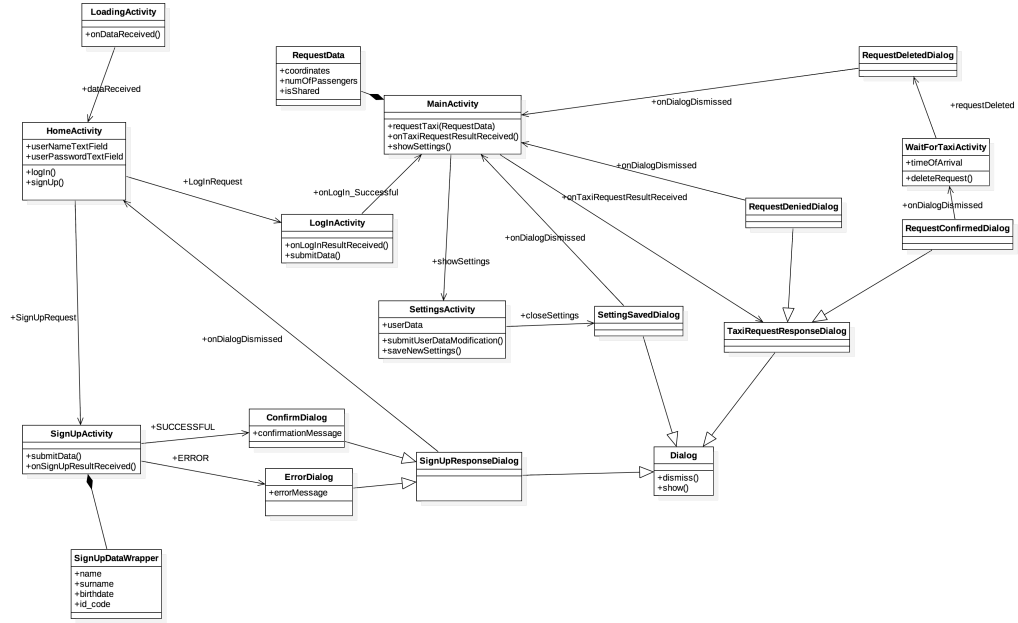 LoadingActivity
+onDataReceived()
+dataReceived
RequestData
+coordinates
+numOfPassengers
+isShared
MainActivity
+requestTaxi(RequestData)
+onTaxiRequestResultReceived()
+showSettings()
RequestDeletedDialog
+onDialogDismissed
+requestDeleted
HomeActivity
+userNameTextField
+userPasswordTextField
+logIn()
+signUp()
+LogInRequest
+onLogIn_Successful
WaitForTaxiActivity
+timeOfArrival
+deleteRequest()
+onDialogDismissed
+onTaxiRequestResultReceived
RequestDeniedDialog
+onDialogDismissed
RequestConfirmedDialog
LogInActivity
+onLogInResultReceived()
+submitData()
+onDialogDismissed
+showSettings
SettingsActivity
+userData
+submitUserDataModification()
+saveNewSettings()
+closeSettings
SettingSavedDialog
TaxiRequestResponseDialog
+SignUpRequest
+onDialogDismissed
SignUpActivity
+submitData()
+onSignUpResultReceived()
+SUCCESSFUL
+ERROR
ConfirmDialog
+confirmationMessage
ErrorDialog
+errorMessage
SignUpResponseDialog
Dialog
+dismiss()
+show()
SignUpDataWrapper
+name
+surname
+birthdate
+id_code